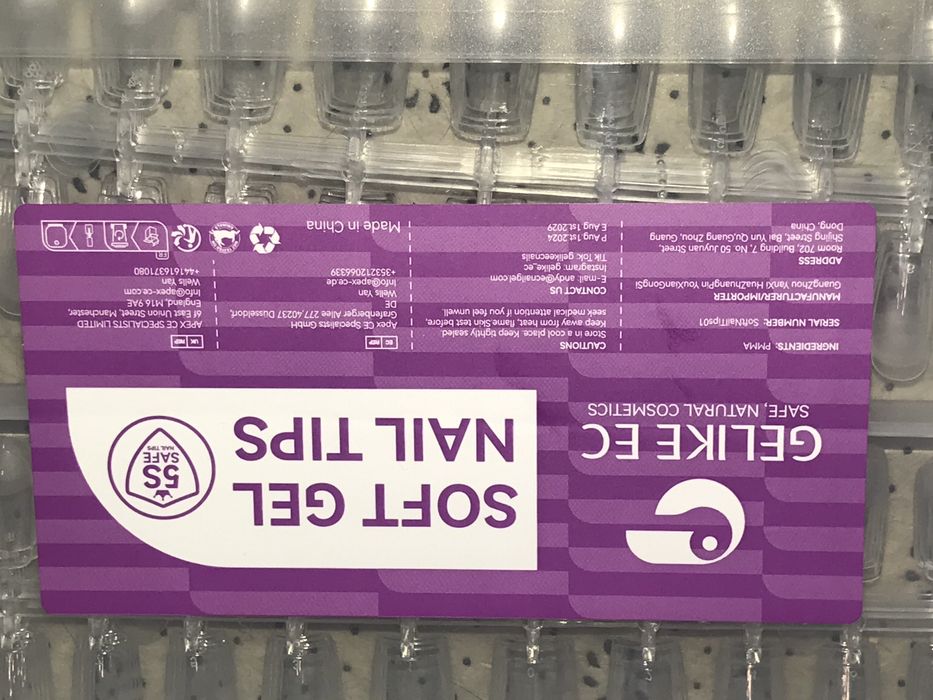 GELIKE EC
SAFE, NATURAL COSMETICS
SOFT GEL
NAIL TIPS
5S
SAFE
NAIL TIPS
INGREDIENTS: PMMA
SERIAL NUMBER: SoftNailTips01
MANUFACTURER/IMPORTER
Guangzhou YanXi HuaZhuangPin YouXianGongSi
ADDRESS
Room 702, Building 7, No 50 Juyuan Street,
Shijing Street, Bai Yun Qu,Guang Zhou, Guang
Dong, China
CAUTIONS
Store in a cool place. Keep tightly sealed.
Keep away from heat, flame.Skin test before,
seek medical attention if you feel unwell.
CONTACT US
E-mail: andy@ecnailgel.com
Instagram: gelike_ec
Tik Tok: gelikeecnails
P Aug 1st.2024
E Aug 1st.2029
EC REP
Apex CE Specialists GmbH
Grafenberger Allee 277,40237 Dusseldorf,
DE
Wells Yan
Info@apex-ce.de
+35321206639
Made in China
UK REP
APEX CE SPECIALISTS LIMITED
6f East Union Street, Manchester,
England, M16 9AE
Wells Yan
Info@apex-ce.com
+441616371080